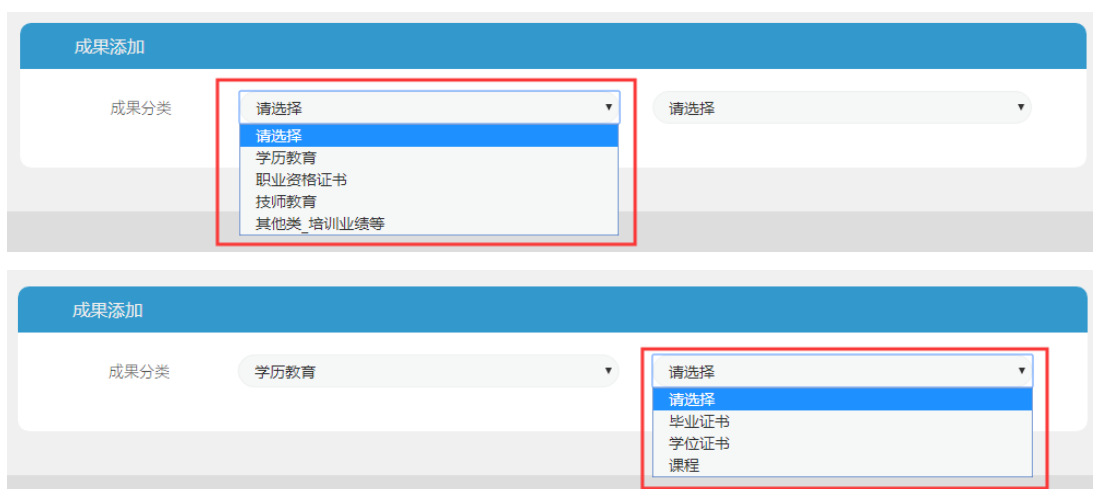 成果添加
成果分类 请选择 请选择
请选择
学历教育
职业资格证书
技师教育
其他类_培训业绩等
成果添加
成果分类 学历教育 请选择
请选择
毕业证书
学位证书
课程